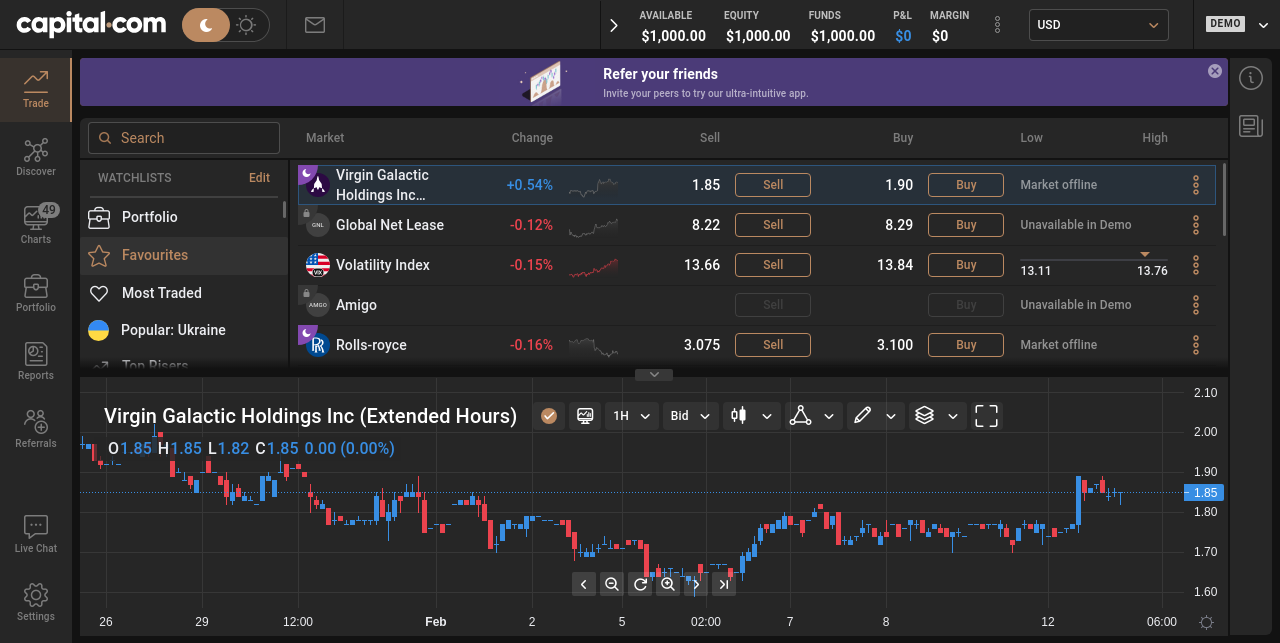 capital.com
AVAILABLE EQUITY FUNDS P&L MARGIN
$1,000.00 $1,000.00 $1,000.00 $0 $0
USD
DEMO
Refer your friends
Invite your peers to try our ultra-intuitive app.
Trade
Discover
49
Charts
Portfolio
Reports
Referrals
Live Chat
Settings
Search
WATCHLISTS Edit
Portfolio
Favourites
Most Traded
Popular: Ukraine
Top Risers
Market Change Sell Buy Low High
Virgin Galactic
Holdings Inc...
+0.54% 1.85 Sell 1.90 Buy Market offline
GNL Global Net Lease -0.12% 8.22 Sell 8.29 Buy Unavailable in Demo
VIX Volatility Index -0.15% 13.66 Sell 13.84 Buy 13.11 13.76
AMGO Amigo Sell Buy Unavailable in Demo
Rolls-royce -0.16% 3.075 Sell 3.100 Buy Market offline
Virgin Galactic Holdings Inc (Extended Hours) 1H Bid
O1.85 H1.85 L1.82 C1.85 0.00 (0.00%)
2.10
2.00
1.90
1.85
1.80
1.70
1.60
26 29 12:00 Feb 2 5 02:00 7 8 12 06:00